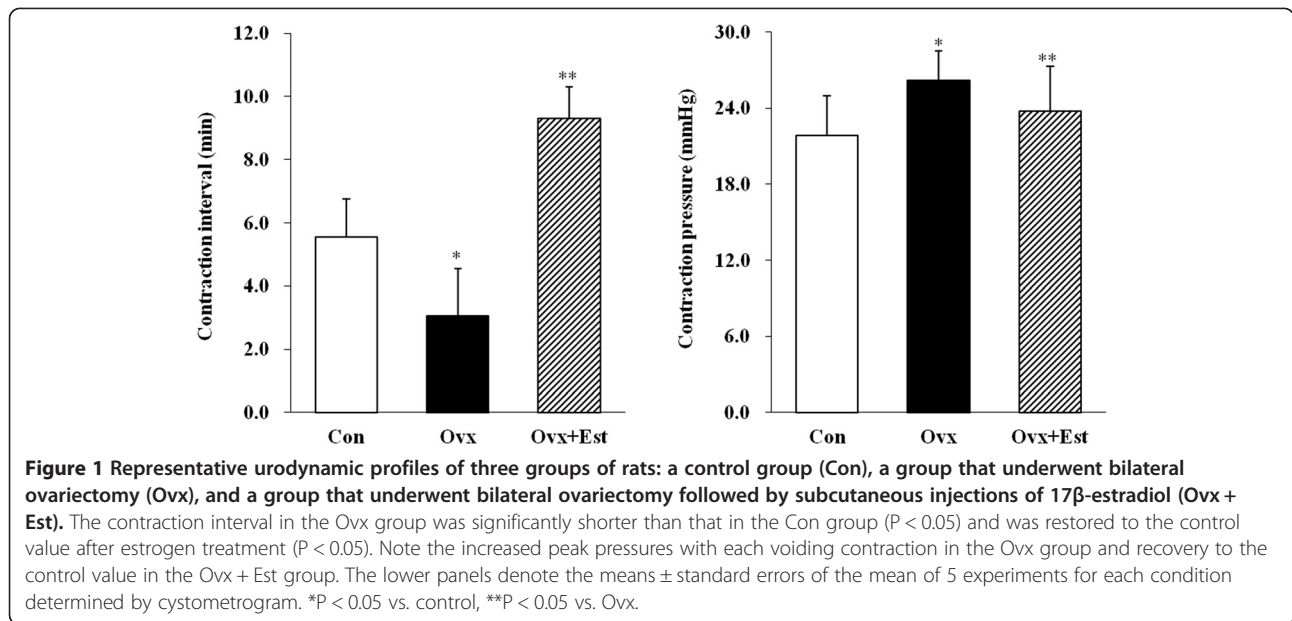 12.0
10.0
8.0
6.0
4.0
2.0
0.0
Contraction interval (min)
*
**
Con Ovx Ovx+Est
30.0
24.0
18.0
12.0
6.0
0.0
Contraction pressure (mmHg)
*
**
Con Ovx Ovx+Est
Figure 1 Representative urodynamic profiles of three groups of rats: a control group (Con), a group that underwent bilateral
ovariectomy (Ovx), and a group that underwent bilateral ovariectomy followed by subcutaneous injections of 17β-estradiol (Ovx +
Est). The contraction interval in the Ovx group was significantly shorter than that in the Con group (P < 0.05) and was restored to the control
value after estrogen treatment (P < 0.05). Note the increased peak pressures with each voiding contraction in the Ovx group and recovery to the
control value in the Ovx + Est group. The lower panels denote the means ± standard errors of the mean of 5 experiments for each condition
determined by cystometrogram. *P < 0.05 vs. control, **P < 0.05 vs. Ovx.